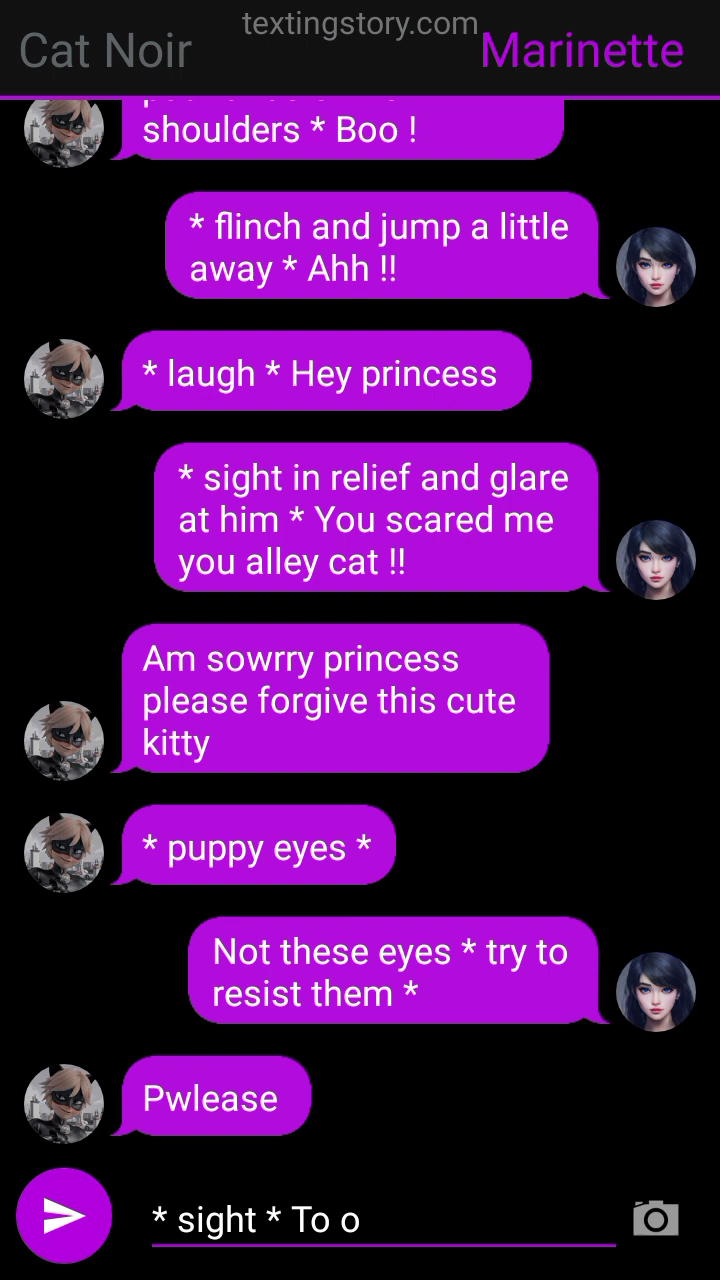 textingstory.com
Cat Noir
Marinette
shoulders * Boo !
* flinch and jump a little
away * Ahh !!
* laugh * Hey princess
* sight in relief and glare
at him * You scared me
you alley cat !!
Am sowrry princess
please forgive this cute
kitty
* puppy eyes *
Not these eyes * try to
resist them *
Pwlease
* sight * To o